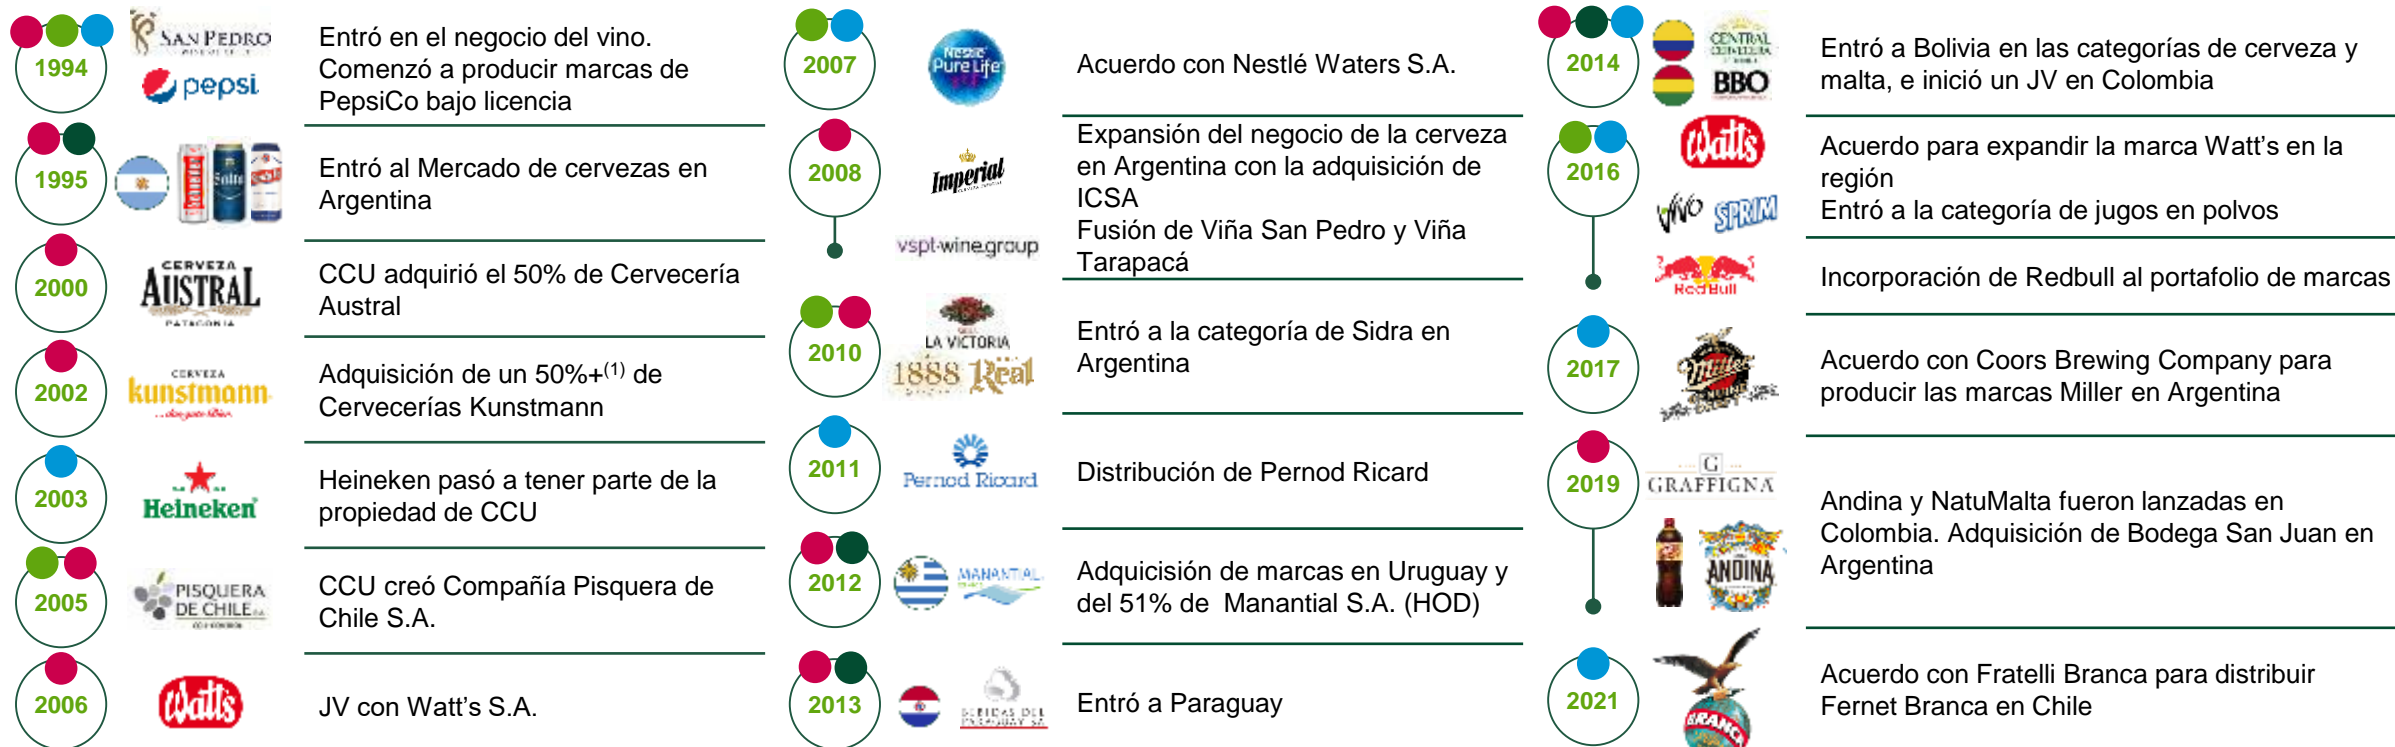 1994
SAN PEDRO
pepsi
Entró en el negocio del vino.
Comenzó a producir marcas de
PepsiCo bajo licencia
1995
Salta
Entró al Mercado de cervezas en
Argentina
2000
CERVEZA
AUSTRAL
PATAGONIA
CCU adquirió el 50% de Cervecería
Austral
2002
CERVEZA
kunstmann
Adquisición de un 50%+(1) de
Cervecerías Kunstmann
2003
Heineken
Heineken pasó a tener parte de la
propiedad de CCU
2005
PISQUERA
DE CHILE
CCU creó Compañía Pisquera de
Chile S.A.
2006
Watt's
JV con Watt's S.A.
2007
Nestlé
Pure Life
Acuerdo con Nestlé Waters S.A.
2008
Imperial
vspt-wine group
Expansión del negocio de la cerveza
en Argentina con la adquisición de
ICSA
Fusión de Viña San Pedro y Viña
Tarapacá
2010
LA VICTORIA
1888 Real
Entró a la categoría de Sidra en
Argentina
2011
Pernod Ricard
Distribución de Pernod Ricard
2012
MANANTIAL
Adquicisión de marcas en Uruguay y
del 51% de Manantial S.A. (HOD)
2013
BEBIDAS DEL
PARAGUAY SA
Entró a Paraguay
2014
CENTRAL
CERVECERA
BBO
Entró a Bolivia en las categorías de cerveza y
malta, e inició un JV en Colombia
2016
Watt's
VIVO SPRIM
Acuerdo para expandir la marca Watt's en la
región
Entró a la categoría de jugos en polvos
Red Bull
Incorporación de Redbull al portafolio de marcas
2017
Miller
Acuerdo con Coors Brewing Company para
producir las marcas Miller en Argentina
2019
G
GRAFFIGNA
ANDINA
Andina y NatuMalta fueron lanzadas en
Colombia. Adquisición de Bodega San Juan en
Argentina
2021
BRANCA
Acuerdo con Fratelli Branca para distribuir
Fernet Branca en Chile